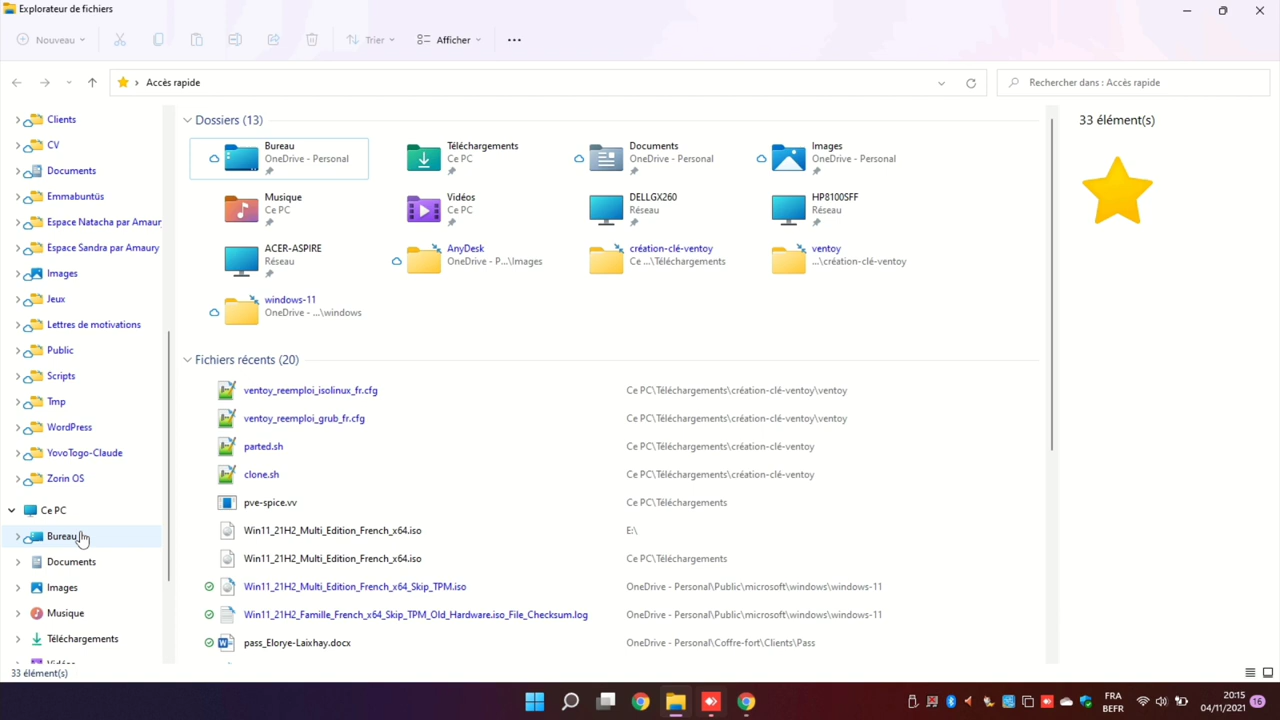 Explorateur de fichiers
Nouveau
Trier
Afficher
Accès rapide
Rechercher dans : Accès rapide
Clients
CV
Documents
Emmabuntüs
Espace Natacha par Amaur
Espace Sandra par Amaury
Images
Jeux
Lettres de motivations
Public
Scripts
Tmp
WordPress
YovoTogo-Claude
Zorin OS
Ce PC
Bureau
Documents
Images
Musique
Téléchargements
Vidéos
33 élément(s)
Dossiers (13)
Bureau
OneDrive - Personal
Téléchargements
Ce PC
Documents
OneDrive - Personal
Images
OneDrive - Personal
Musique
Ce PC
Vidéos
Ce PC
DELLGX260
Réseau
HP8100SFF
Réseau
ACER-ASPIRE
Réseau
AnyDesk
OneDrive - P...\Images
création-clé-ventoy
Ce ...\Téléchargements
ventoy
...\création-clé-ventoy
windows-11
OneDrive - ...\windows
Fichiers récents (20)
ventoy_reemploi_isolinux_fr.cfg Ce PC\Téléchargements\création-clé-ventoy\ventoy
ventoy_reemploi_grub_fr.cfg Ce PC\Téléchargements\création-clé-ventoy\ventoy
parted.sh Ce PC\Téléchargements\création-clé-ventoy
clone.sh Ce PC\Téléchargements\création-clé-ventoy
pve-spice.vv Ce PC\Téléchargements
Win11_21H2_Multi_Edition_French_x64.iso E:\
Win11_21H2_Multi_Edition_French_x64.iso Ce PC\Téléchargements
Win11_21H2_Multi_Edition_French_x64_Skip_TPM.iso OneDrive - Personal\Public\microsoft\windows\windows-11
Win11_21H2_Famille_French_x64_Skip_TPM_Old_Hardware.iso_File_Checksum.log OneDrive - Personal\Public\microsoft\windows\windows-11
pass_Elorye-Laixhay.docx OneDrive - Personal\Coffre-fort\Clients\Pass
33 élément(s)
FRA
BEFR
20:15
04/11/2021
16